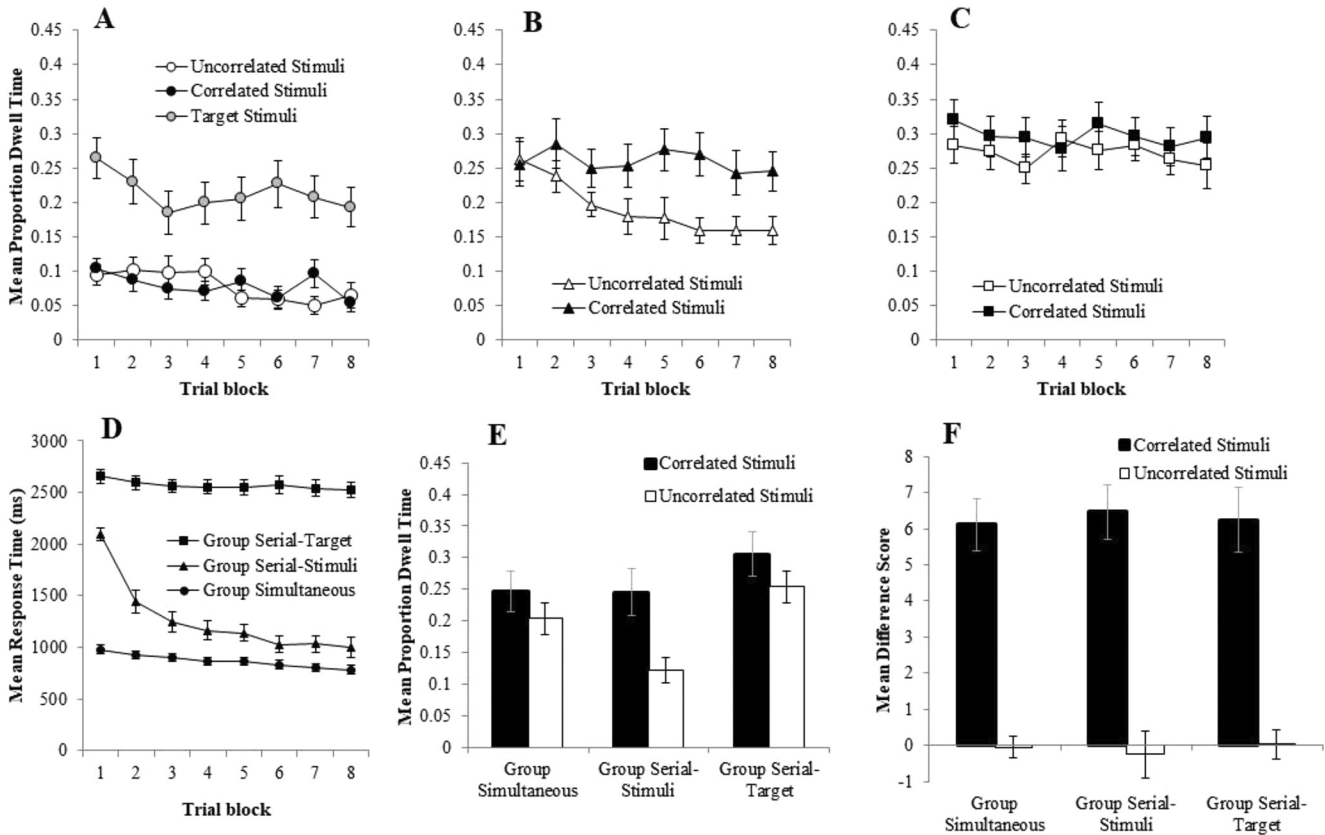 A
Mean Proportion Dwell Time
0.45
0.4
0.35
0.3
0.25
0.2
0.15
0.1
0.05
0
Uncorrelated Stimuli
Correlated Stimuli
Target Stimuli
1 2 3 4 5 6 7 8
Trial block
B
0.45
0.4
0.35
0.3
0.25
0.2
0.15
0.1
0.05
0
Uncorrelated Stimuli
Correlated Stimuli
1 2 3 4 5 6 7 8
Trial block
C
0.45
0.4
0.35
0.3
0.25
0.2
0.15
0.1
0.05
0
Uncorrelated Stimuli
Correlated Stimuli
1 2 3 4 5 6 7 8
Trial block
D
Mean Response Time (ms)
3000
2500
2000
1500
1000
500
0
Group Serial-Target
Group Serial-Stimuli
Group Simultaneous
1 2 3 4 5 6 7 8
Trial block
E
Mean Proportion Dwell Time
Correlated Stimuli
Uncorrelated Stimuli
0.45
0.4
0.35
0.3
0.25
0.2
0.15
0.1
0.05
0
Group
Simultaneous
Group Serial-
Stimuli
Group Serial-
Target
F
Mean Difference Score
Correlated Stimuli
Uncorrelated Stimuli
8
7
6
5
4
3
2
1
0
-1
Group
Simultaneous
Group Serial-
Stimuli
Group Serial-
Target